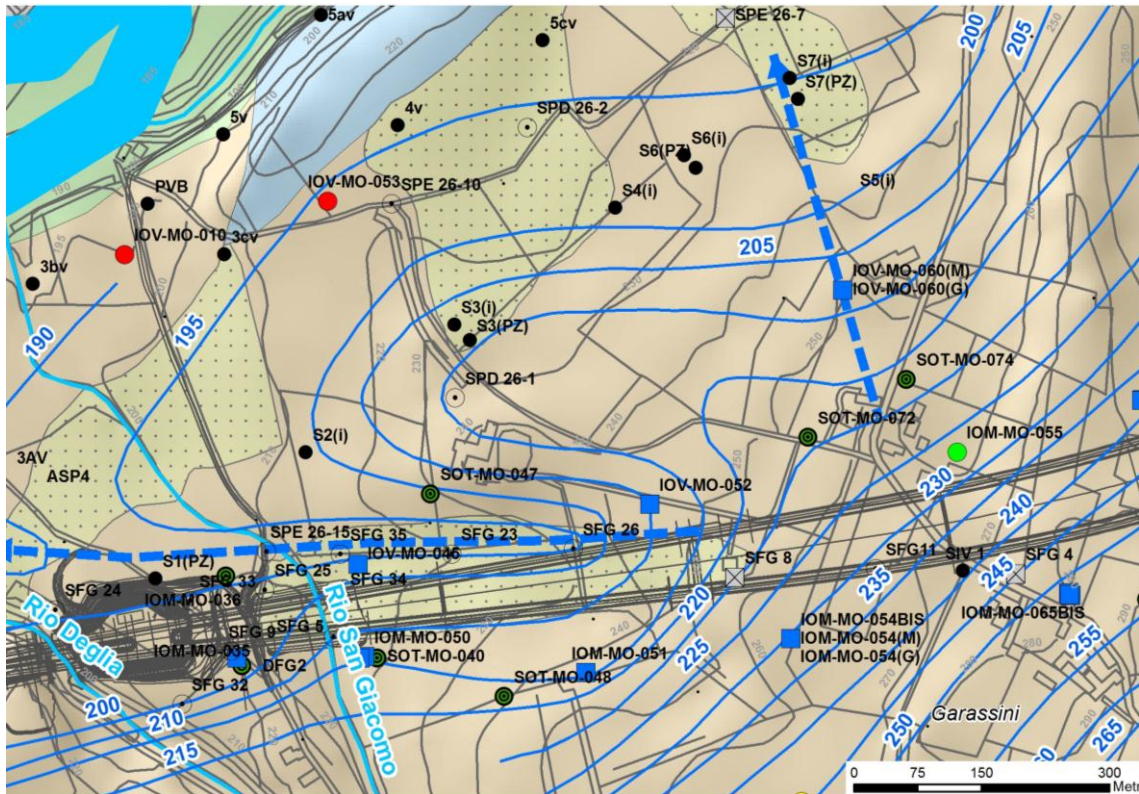 5av
5cv
SPE 26-7
200
205
S7(i)
S7(PZ)
4v
SPD 26-2
5v
S6(i)
S6(PZ)
S4(i)
S5(i)
PVB
IOV-MO-053
SPE 26-10
IOV-MO-010
3cv
3bv
205
IOV-MO-060(M)
IOV-MO-060(G)
190
195
S3(i)
S3(PZ)
SPD 26-1
SOT-MO-074
SOT-MO-072
IOM-MO-055
S2(i)
3AV
ASP4
SOT-MO-047
IOV-MO-052
230
240
SPE 26-15
SFG 35
SFG 23
SFG 26
IOV-MO-046
SFG 25
SFG 34
SFG 8
SFG11
SIV 1
SFG 4
245
S1(PZ)
SFG 24
SFG 33
IOM-MO-036
235
220
225
IOM-MO-065BIS
Rio Deglia
Rio San Giacomo
SFG 9
SFG 5
IOM-MO-050
IOM-MO-035
DFG2
SOT-MO-040
IOM-MO-051
IOM-MO-054BIS
IOM-MO-054(M)
IOM-MO-054(G)
255
SFG 32
SOT-MO-048
200
210
215
250
Garassini
265
0 75 150 300
Metr